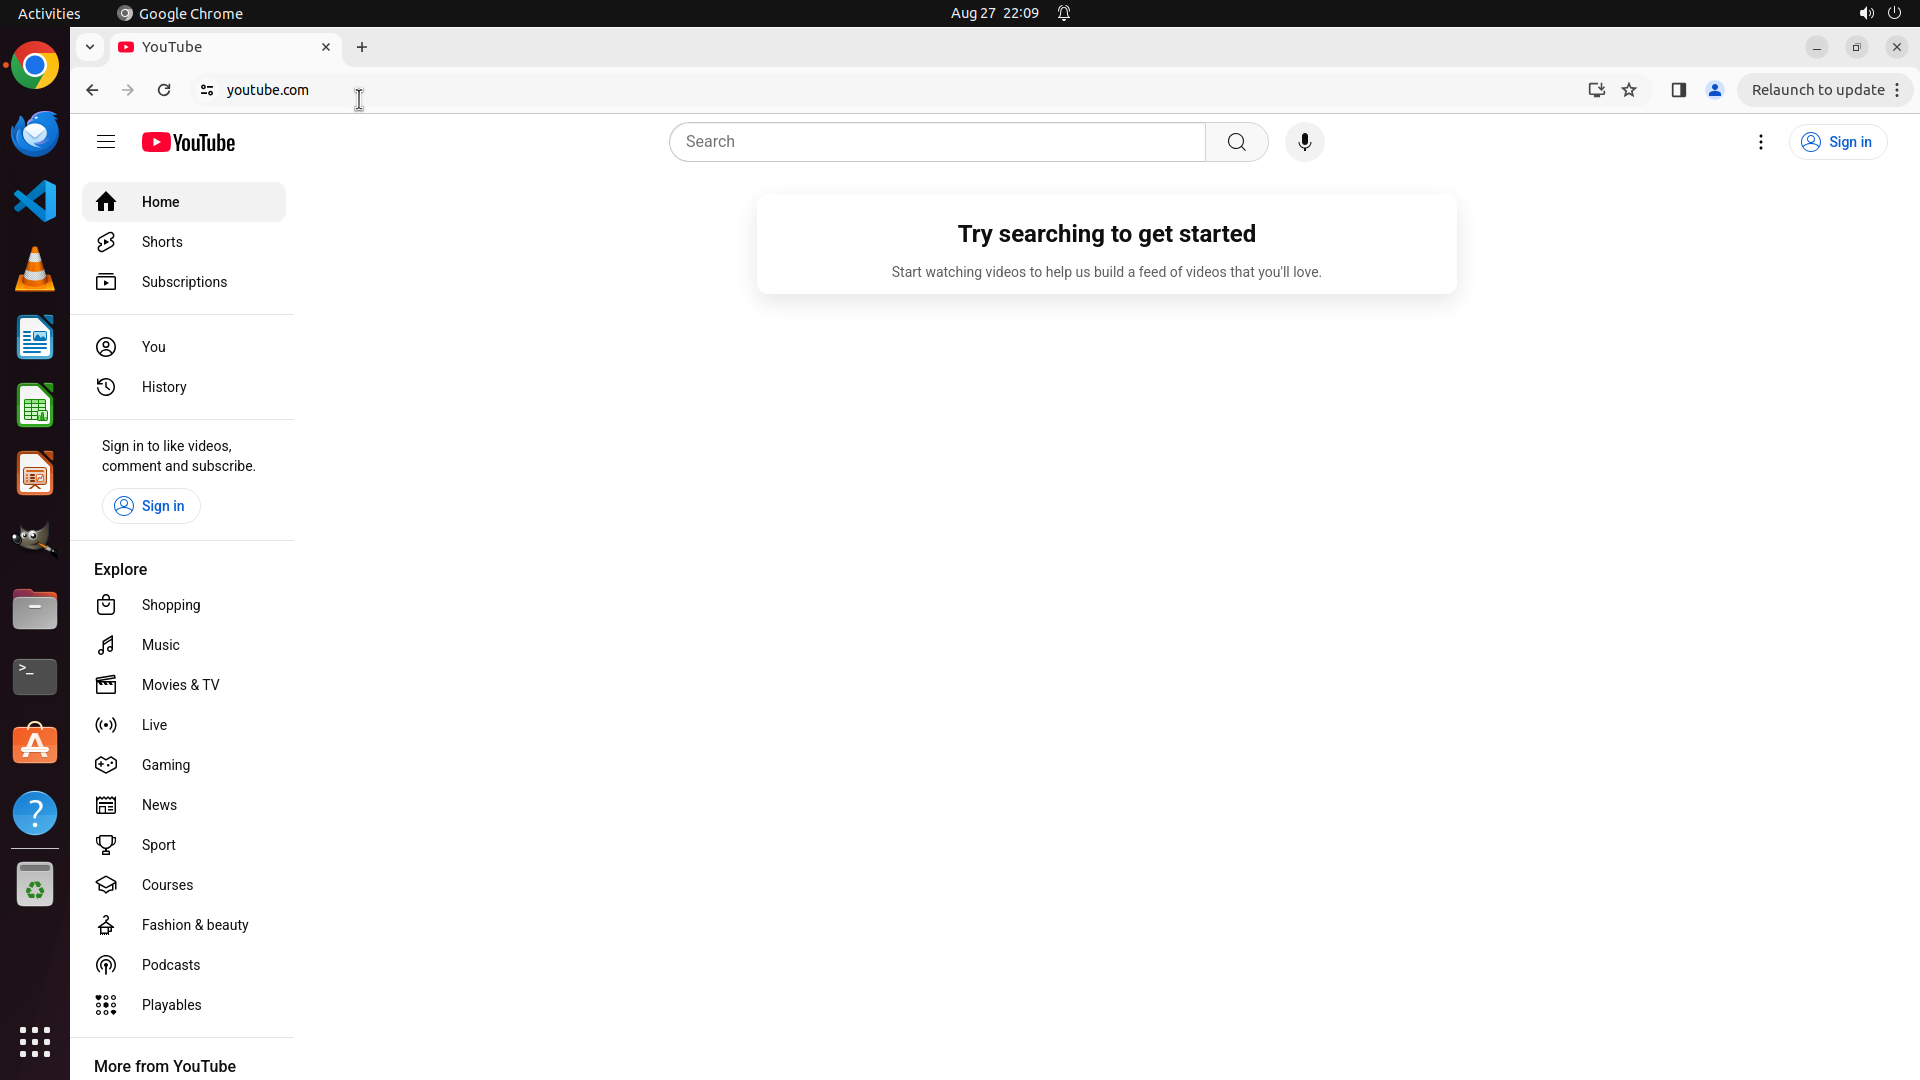 Activities
Google Chrome
Aug 27 22:09
YouTube
youtube.com
Relaunch to update
YouTube
Search
Sign in
Home
Shorts
Subscriptions
Try searching to get started
Start watching videos to help us build a feed of videos that you'll love.
You
History
Sign in to like videos,
comment and subscribe.
Sign in
Explore
Shopping
Music
Movies & TV
Live
Gaming
News
Sport
Courses
Fashion & beauty
Podcasts
Playables
More from YouTube